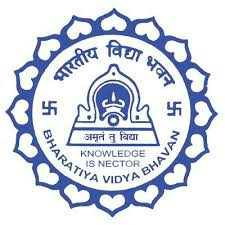 भारतीय विद्या भवन
अमृतं तु विद्या
KNOWLEDGE
IS NECTOR
BHARATIYA VIDYA BHAVAN